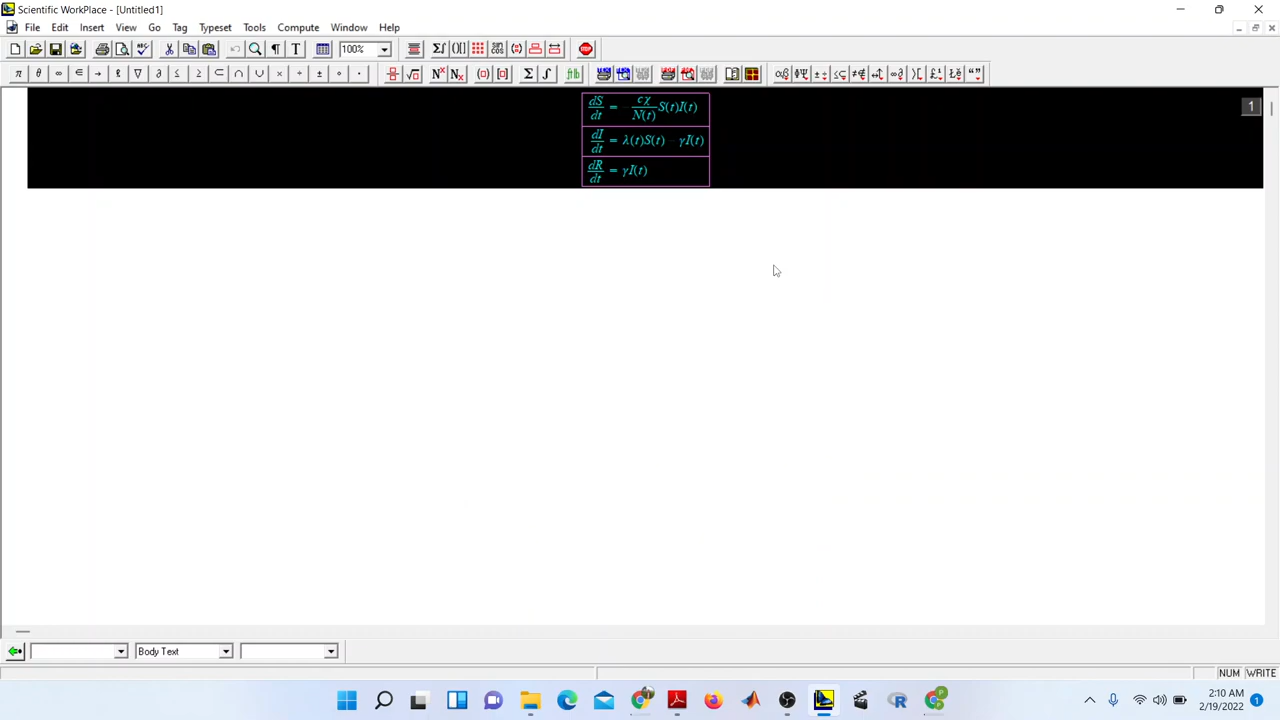 Scientific WorkPlace - [Untitled1]
File Edit Insert View Go Tag Typeset Tools Compute Window Help
100%
π θ ∞ ∈ → ℓ ∇ ∂ ≤ ≥ ⊂ ∩ ∪ × ÷ ± ∘ ·
dS/dt = − cχ/N(t) S(t)I(t)
1
dI/dt = λ(t)S(t) − γI(t)
dR/dt = γI(t)
Body Text
NUM WRITE
2:10 AM
2/19/2022